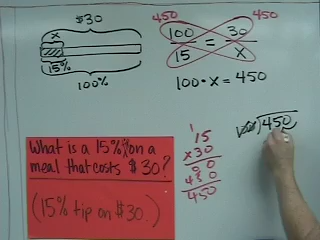 $30
x
15%
100%
450 450
100 = 30
15 x
100·x = 450
What is a 15% on a
meal that costs $30?
(15% tip on $30.)
1
15
x30
00
450
450
450